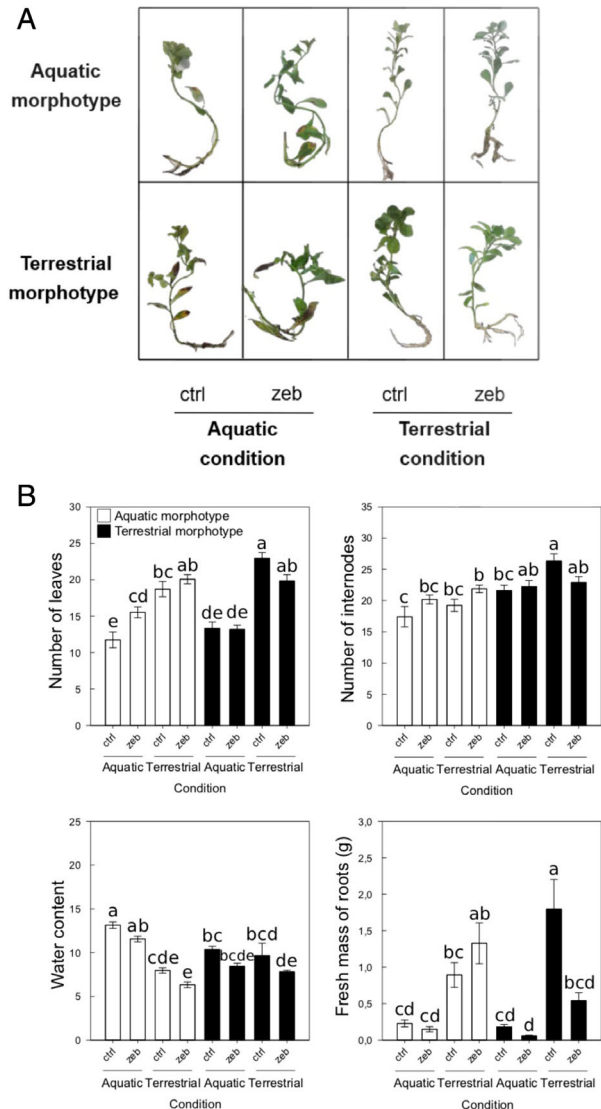 A
Aquatic
morphotype
Terrestrial
morphotype
ctrl zeb ctrl zeb
Aquatic
condition
Terrestrial
condition
B
Number of leaves
30
25
20
15
10
5
0
Aquatic morphotype
Terrestrial morphotype
e cd bc ab de de a ab
ctrl zeb ctrl zeb ctrl zeb ctrl zeb
Aquatic Terrestrial Aquatic Terrestrial
Condition
Number of internodes
35
30
25
20
15
10
5
0
c bc bc b bc ab a ab
ctrl zeb ctrl zeb ctrl zeb ctrl zeb
Aquatic Terrestrial Aquatic Terrestrial
Condition
Water content
25
20
15
10
5
0
a ab cde e bc bcde bcd de
ctrl zeb ctrl zeb ctrl zeb ctrl zeb
Aquatic Terrestrial Aquatic Terrestrial
Condition
Fresh mass of roots (g)
3,0
2,5
2,0
1,5
1,0
0,5
0,0
cd cd bc ab cd d a bcd
ctrl zeb ctrl zeb ctrl zeb ctrl zeb
Aquatic Terrestrial Aquatic Terrestrial
Condition